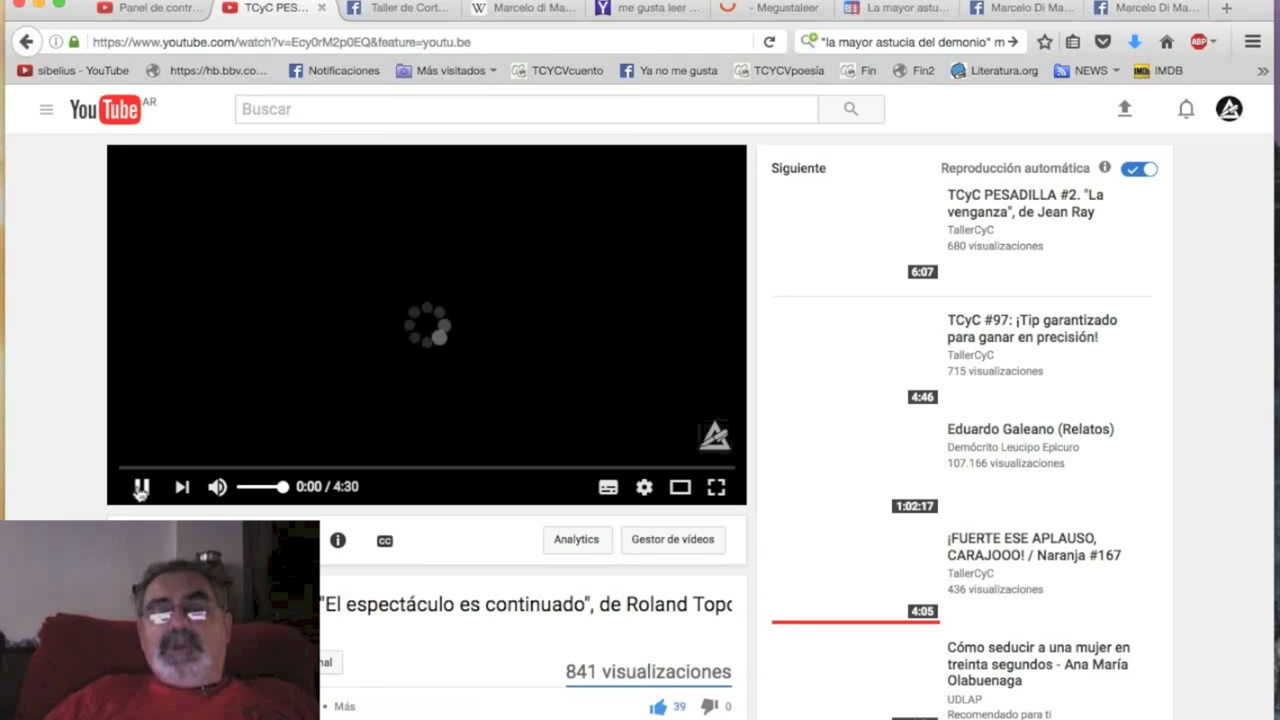 Panel de contr...
TCyC PES...
Taller de Cort...
Marcelo di Ma...
me gusta leer ...
- Megustaleer
La mayor astu...
Marcelo Di Ma...
Marcelo Di Ma...
https://www.youtube.com/watch?v=Ecy0rM2p0EQ&feature=youtu.be
"la mayor astucia del demonio" m
ABP
sibelius - YouTube
https://hb.bbv.co...
Notificaciones
Más visitados
TCYCVcuento
Ya no me gusta
TCYCVpoesía
Fin
Fin2
Literatura.org
NEWS
IMDb
IMDB
YouTube AR
Buscar
Siguiente
Reproducción automática
TCyC PESADILLA #2. "La
venganza", de Jean Ray
TallerCyC
680 visualizaciones
6:07
TCyC #97: ¡Tip garantizado
para ganar en precisión!
TallerCyC
715 visualizaciones
4:46
Eduardo Galeano (Relatos)
Demócrito Leucipo Epicuro
107.166 visualizaciones
1:02:17
¡FUERTE ESE APLAUSO,
CARAJOOO! / Naranja #167
TallerCyC
436 visualizaciones
4:05
Cómo seducir a una mujer en
treinta segundos - Ana María
Olabuenaga
UDLAP
Recomendado para ti
0:00 / 4:30
CC
Analytics
Gestor de vídeos
"El espectáculo es continuado", de Roland Topo
nal
841 visualizaciones
• Más
39
0